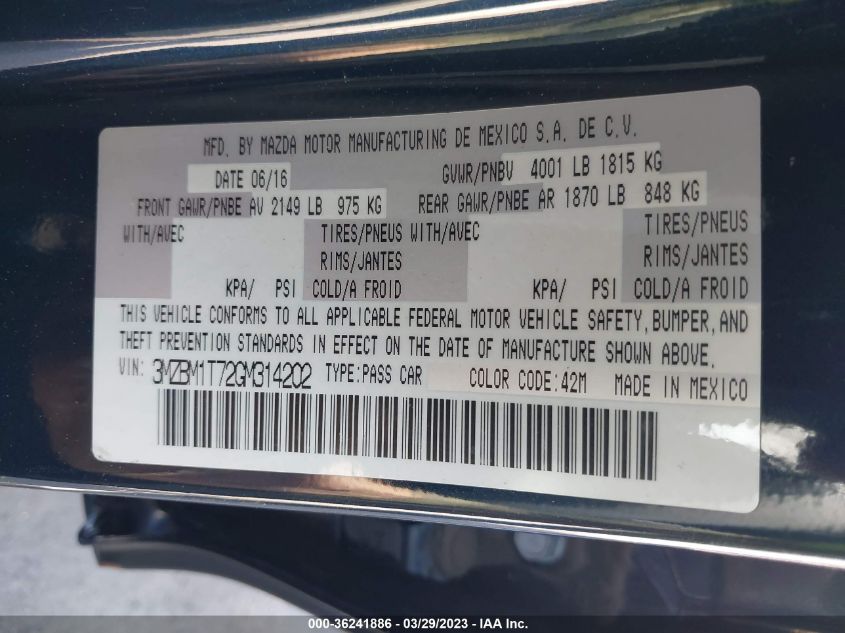 MFD. BY MAZDA MOTOR MANUFACTURING DE MEXICO S.A. DE C.V.
DATE 06/16 GVWR/PNBV 4001 LB 1815 KG
FRONT GAWR/PNBE AV 2149 LB 975 KG REAR GAWR/PNBE AR 1870 LB 848 KG
WITH/AVEC TIRES/PNEUS WITH/AVEC TIRES/PNEUS
RIMS/JANTES RIMS/JANTES
KPA/ PSI COLD/A FROID KPA/ PSI COLD/A FROID
THIS VEHICLE CONFORMS TO ALL APPLICABLE FEDERAL MOTOR VEHICLE SAFETY, BUMPER, AND
THEFT PREVENTION STANDARDS IN EFFECT ON THE DATE OF MANUFACTURE SHOWN ABOVE.
VIN: 3MZBM1T72GM314202 TYPE:PASS CAR COLOR CODE:42M MADE IN MEXICO
000-36241886 — 03/29/2023 — IAA Inc.